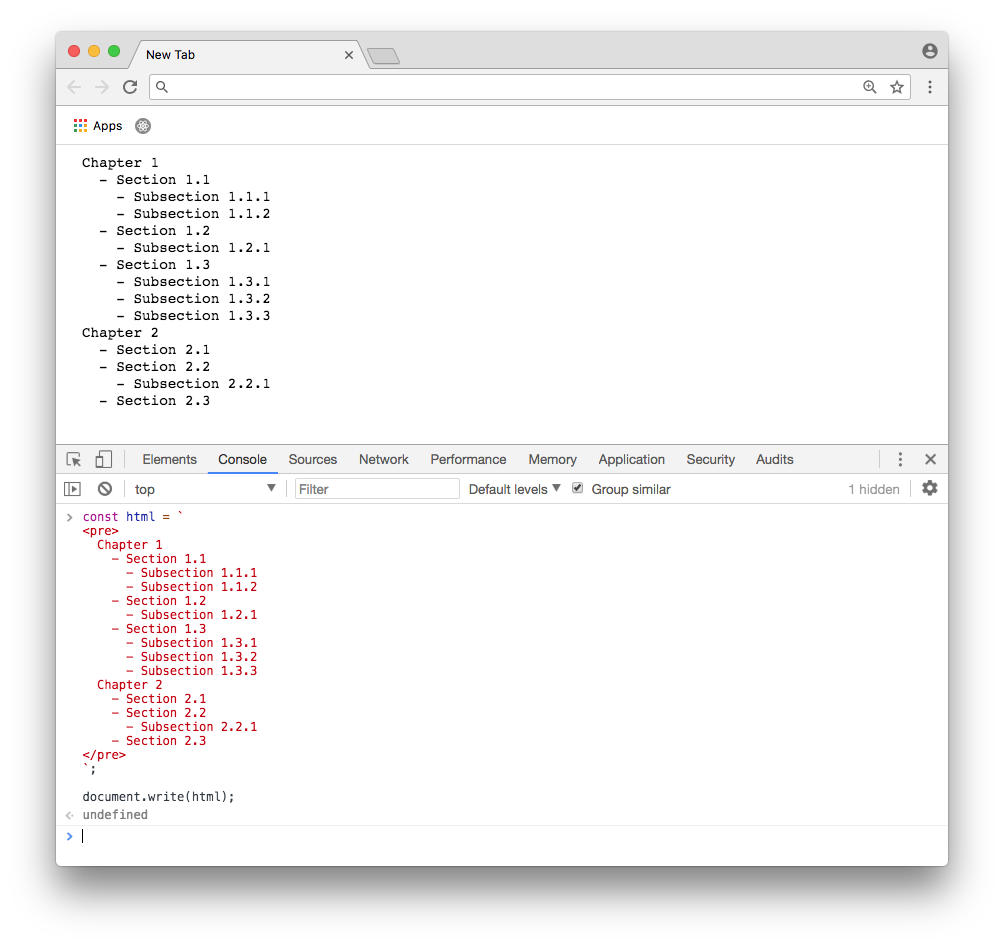 New Tab
Apps
Chapter 1
  - Section 1.1
    - Subsection 1.1.1
    - Subsection 1.1.2
  - Section 1.2
    - Subsection 1.2.1
  - Section 1.3
    - Subsection 1.3.1
    - Subsection 1.3.2
    - Subsection 1.3.3
Chapter 2
  - Section 2.1
  - Section 2.2
    - Subsection 2.2.1
  - Section 2.3
Elements Console Sources Network Performance Memory Application Security Audits
top Filter Default levels Group similar 1 hidden
const html = `
<pre>
  Chapter 1
    - Section 1.1
      - Subsection 1.1.1
      - Subsection 1.1.2
    - Section 1.2
      - Subsection 1.2.1
    - Section 1.3
      - Subsection 1.3.1
      - Subsection 1.3.2
      - Subsection 1.3.3
  Chapter 2
    - Section 2.1
    - Section 2.2
      - Subsection 2.2.1
    - Section 2.3
</pre>
`;
document.write(html);
undefined